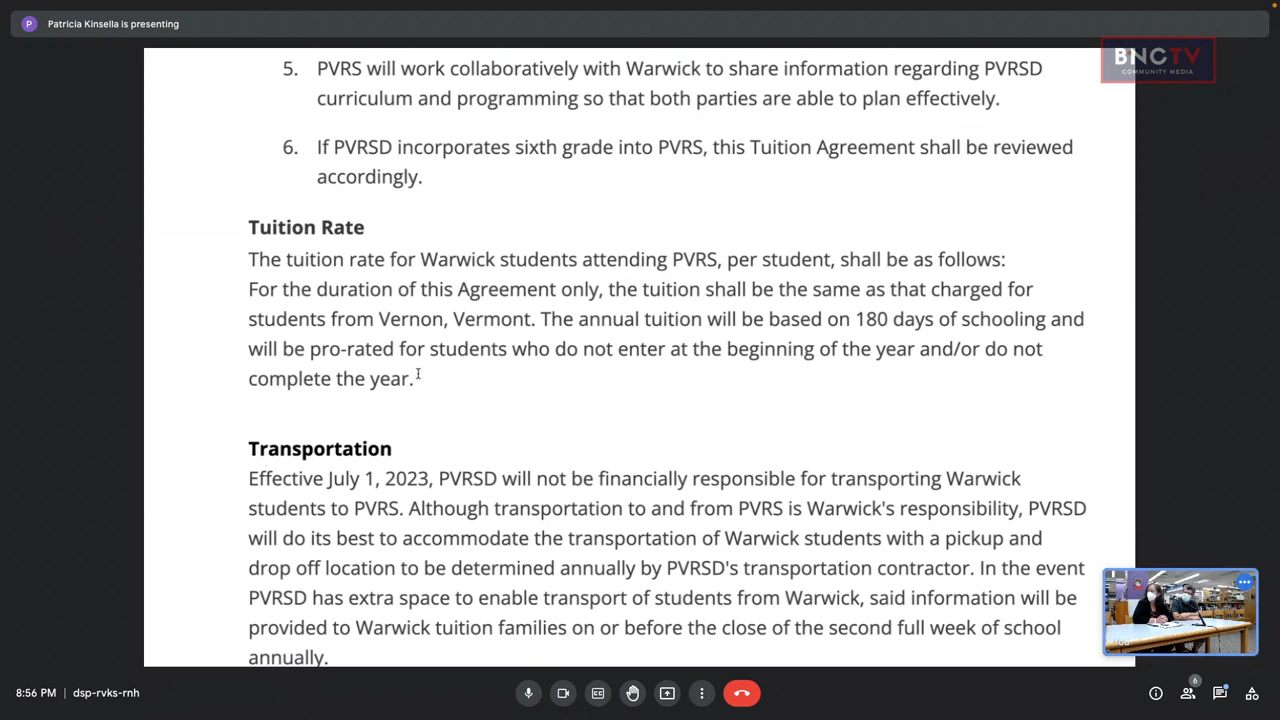 P
Patricia Kinsella is presenting
BNCTV
COMMUNITY MEDIA
5. PVRS will work collaboratively with Warwick to share information regarding PVRSD
curriculum and programming so that both parties are able to plan effectively.
6. If PVRSD incorporates sixth grade into PVRS, this Tuition Agreement shall be reviewed
accordingly.
Tuition Rate
The tuition rate for Warwick students attending PVRS, per student, shall be as follows:
For the duration of this Agreement only, the tuition shall be the same as that charged for
students from Vernon, Vermont. The annual tuition will be based on 180 days of schooling and
will be pro-rated for students who do not enter at the beginning of the year and/or do not
complete the year.
Transportation
Effective July 1, 2023, PVRSD will not be financially responsible for transporting Warwick
students to PVRS. Although transportation to and from PVRS is Warwick's responsibility, PVRSD
will do its best to accommodate the transportation of Warwick students with a pickup and
drop off location to be determined annually by PVRSD's transportation contractor. In the event
PVRSD has extra space to enable transport of students from Warwick, said information will be
provided to Warwick tuition families on or before the close of the second full week of school
annually.
You
8:56 PM | dsp-rvks-rnh
CC
6